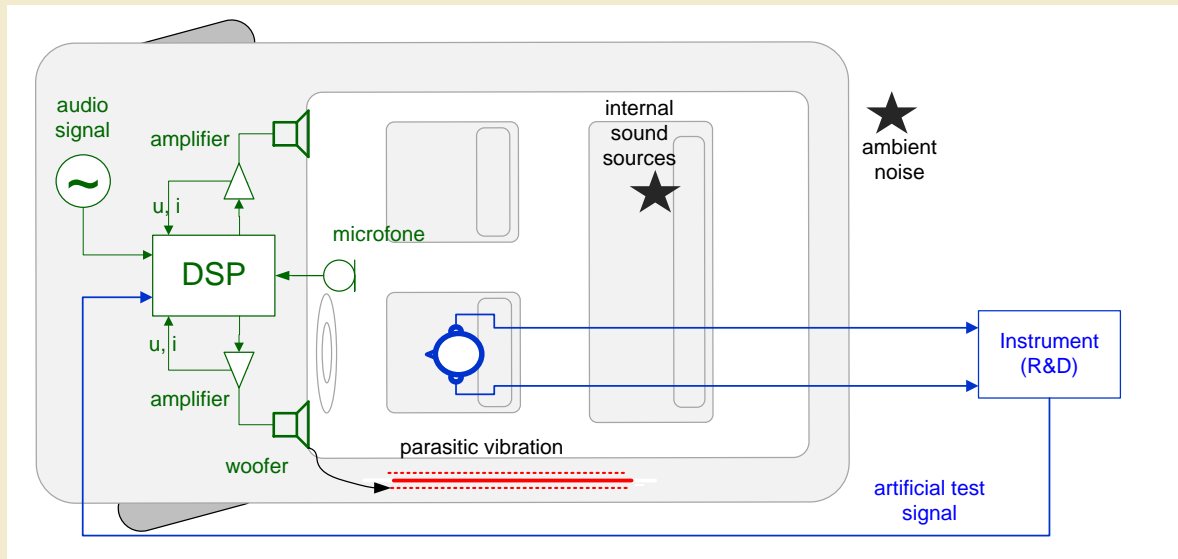 audio
signal
~
amplifier
u, i
DSP
microfone
u, i
amplifier
woofer
parasitic vibration
internal
sound
sources
ambient
noise
Instrument
(R&D)
artificial test
signal